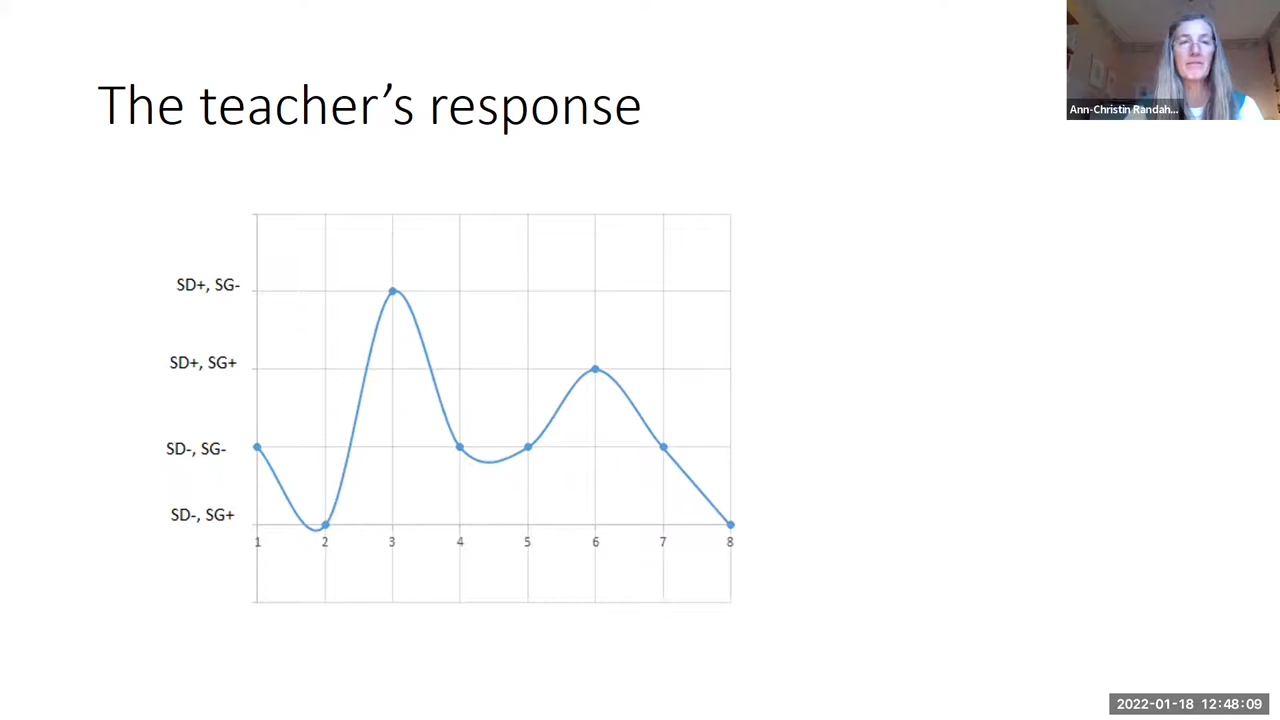 Ann-Christin Randah...
The teacher’s response
SD+, SG-
SD+, SG+
SD-, SG-
SD-, SG+
1 2 3 4 5 6 7 8
2022-01-18 12:48:09